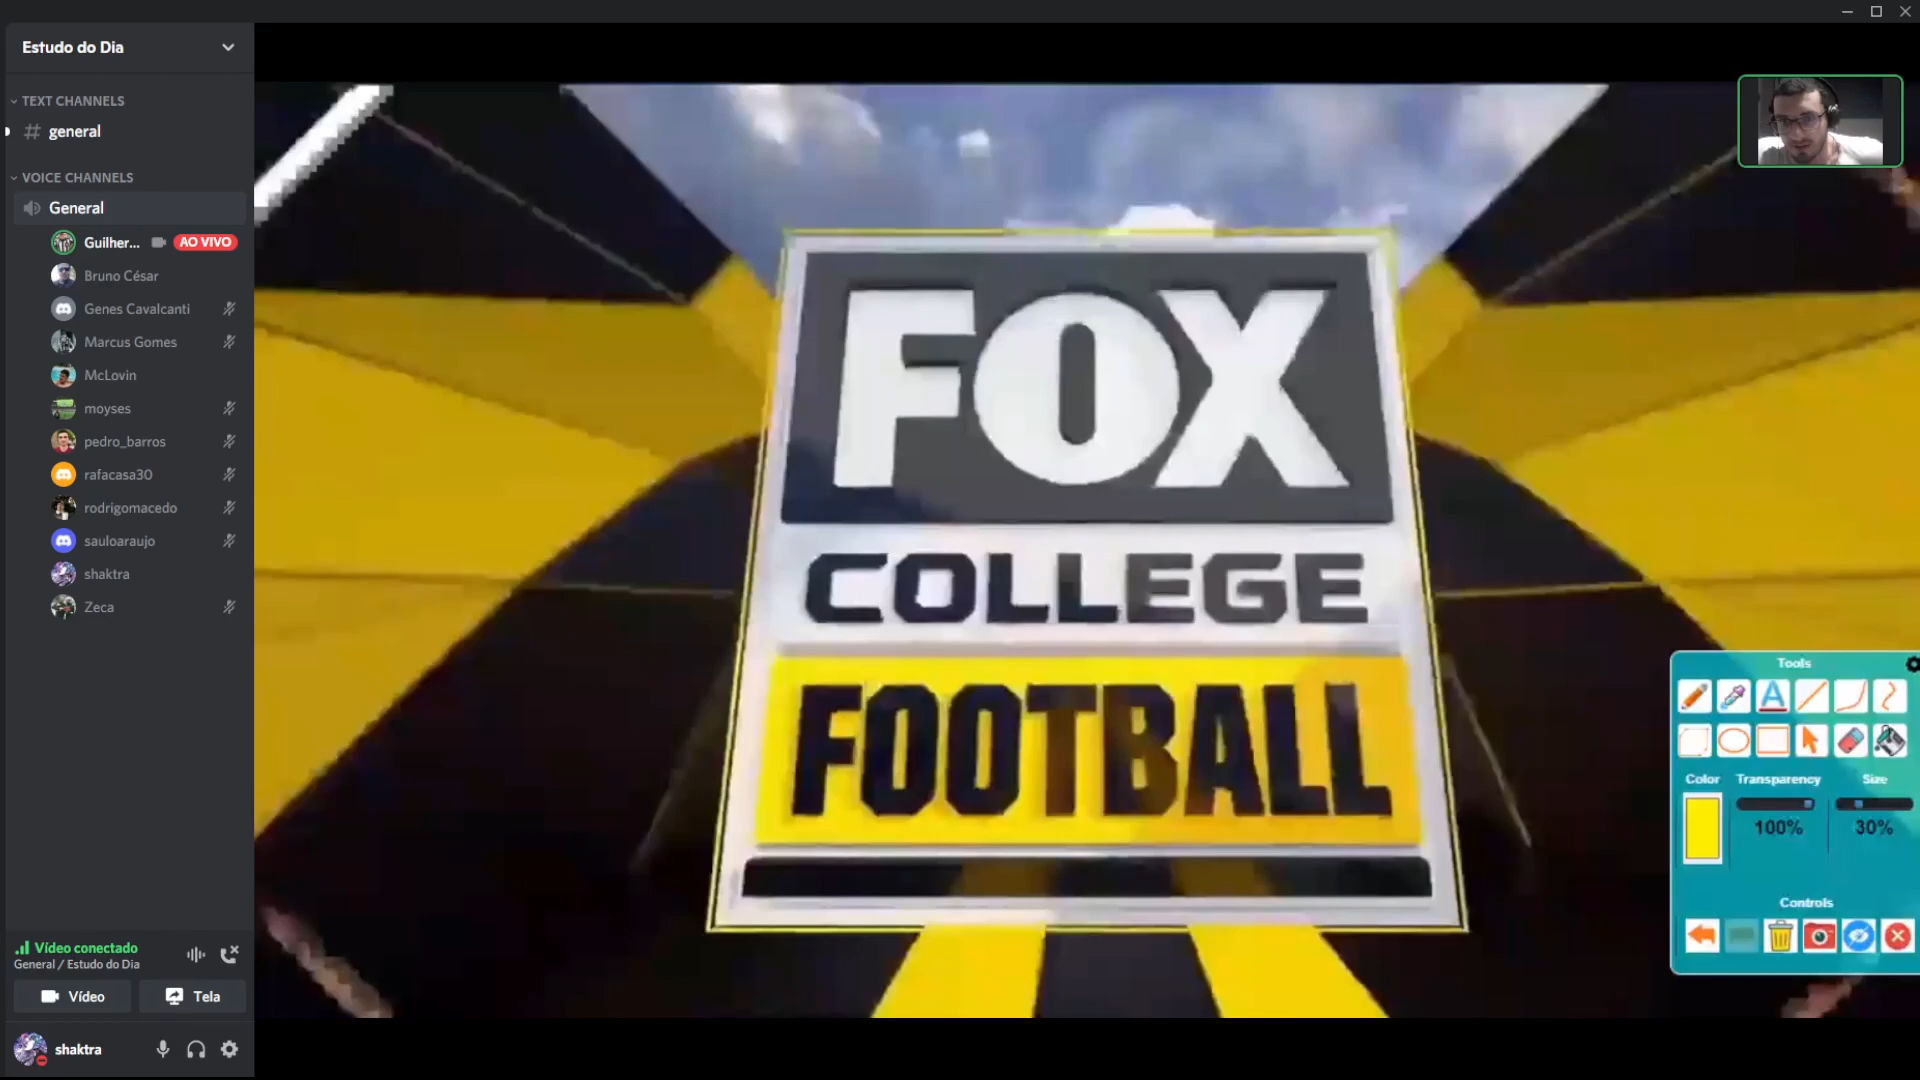 Estudo do Dia
TEXT CHANNELS
# general
VOICE CHANNELS
General
Guilher... AO VIVO
Bruno César
Genes Cavalcanti
Marcus Gomes
McLovin
moyses
pedro_barros
rafacasa30
rodrigomacedo
sauloaraujo
shaktra
Zeca
Vídeo conectado
General / Estudo do Dia
Vídeo
Tela
shaktra
FOX
COLLEGE
FOOTBALL
Tools
A
Color Transparency Size
100% 30%
Controls